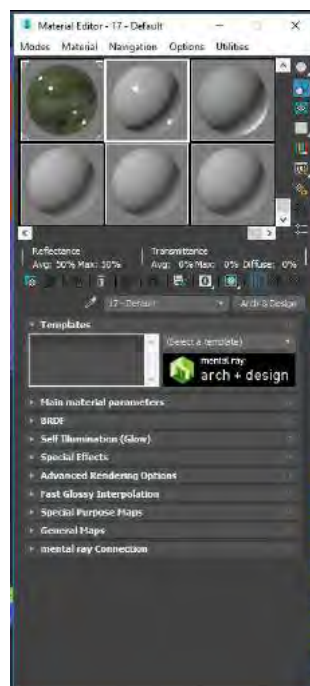 Material Editor - 17 - Default
Modes Material Navigation Options Utilities
Reflectance Transmittance
Avg: 50% Max: 50% Avg: 0% Max: 0% Diffuse: 0%
17 - Default Arch & Design
Templates
(Select a template)
mental ray
arch + design
Main material parameters
BRDF
Self Illumination (Glow)
Special Effects
Advanced Rendering Options
Fast Glossy Interpolation
Special Purpose Maps
General Maps
mental ray Connection